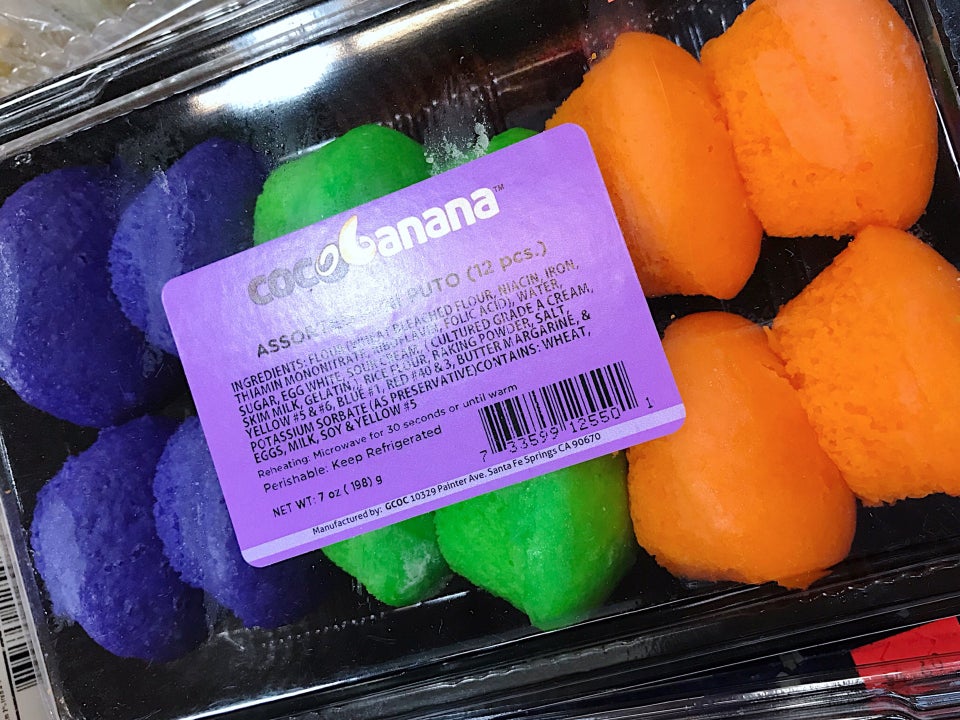 cocobanana™
PUTO (12 pcs.)
INGREDIENTS: FLOUR (WHEAT BLEACHED FLOUR, NIACIN, IRON,
THIAMIN MONONITRATE, RIBOFLAVIN, FOLIC ACID), WATER,
SUGAR, EGG WHITE, SOUR CREAM, (CULTURED GRADE A CREAM,
SKIM MILK, GELATIN), RICE FLOUR, BAKING POWDER, SALT,
YELLOW #5 & #6, BLUE #1, RED #40 & 3, BUTTER MARGARINE, &
POTASSIUM SORBATE (AS PRESERVATIVE)CONTAINS: WHEAT,
EGGS, MILK, SOY & YELLOW #5
Reheating: Microwave for 30 seconds or until warm
Perishable: Keep Refrigerated
7 33599 12550 1
NET WT: 7 oz ( 198) g
Manufactured by: GCOC 10329 Painter Ave. Santa Fe Springs CA 90670